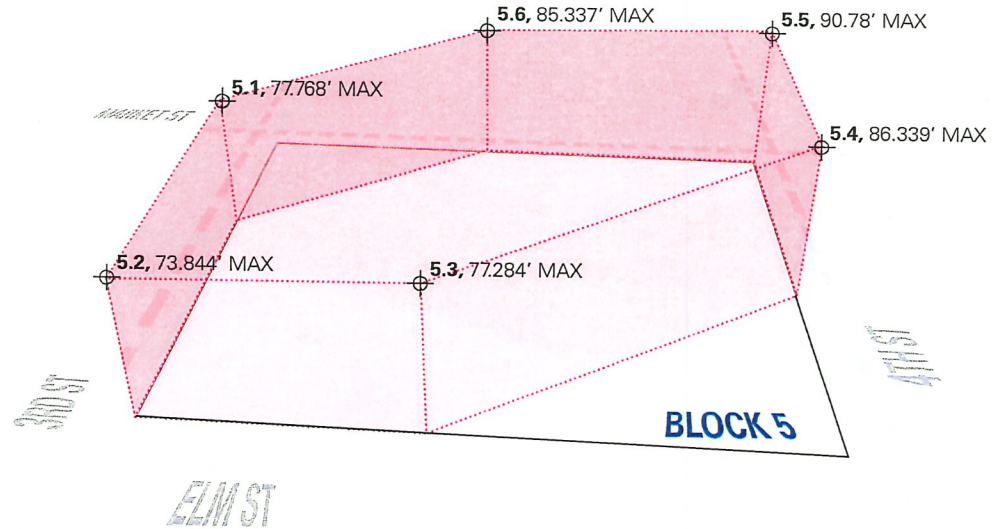 5.6, 85.337' MAX
5.5, 90.78' MAX
5.1, 77.768' MAX
MARKET ST
5.4, 86.339' MAX
5.2, 73.844' MAX
5.3, 77.284' MAX
3RD ST
4TH ST
BLOCK 5
ELM ST